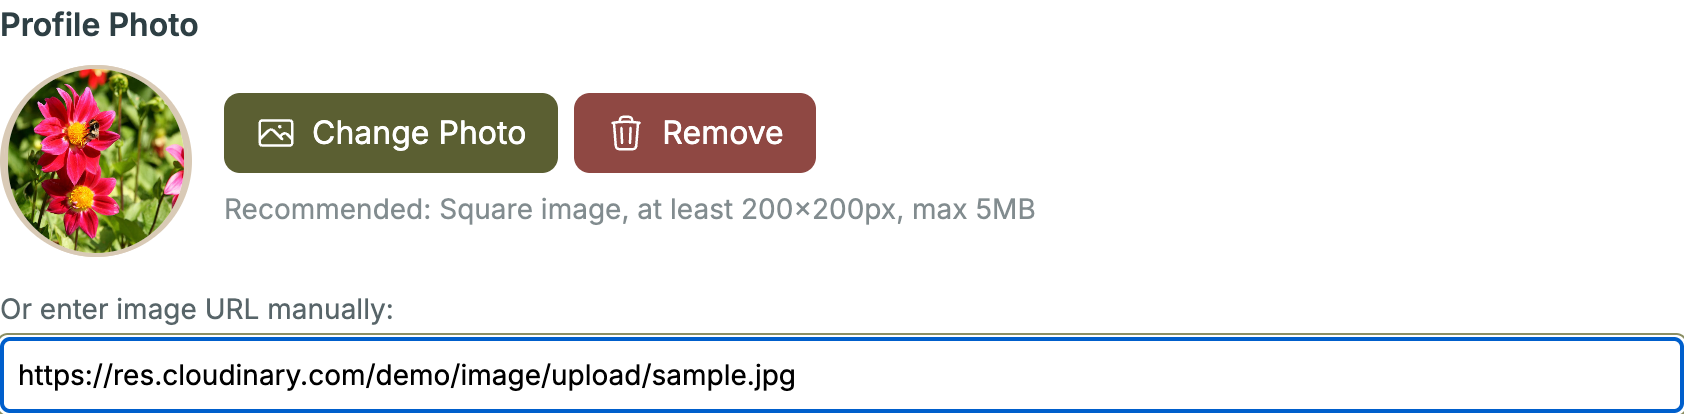 Profile Photo
Change Photo
Remove
Recommended: Square image, at least 200×200px, max 5MB
Or enter image URL manually:
https://res.cloudinary.com/demo/image/upload/sample.jpg